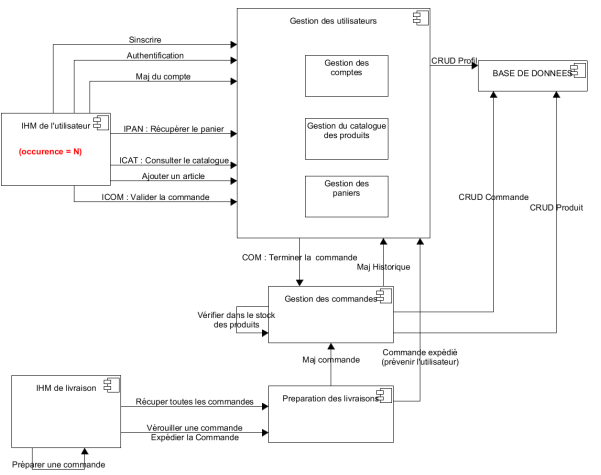 Gestion des utilisateurs
Sinscrire
Authentification
Maj du compte
CRUD Profil
BASE DE DONNEES
Gestion des
comptes
IHM de l'utilisateur
(occurence = N)
IPAN : Récupérer le panier
Gestion du catalogue
des produits
ICAT : Consulter le catalogue
Ajouter un article
ICOM : Valider la commande
Gestion des
paniers
CRUD Commande
CRUD Produit
COM : Terminer la commande
Maj Historique
Gestion des commandes
Vérifier dans le stock
des produits
Maj commande
Commande expédié
(prévenir l'utilisateur)
IHM de livraison
Récuper toutes les commandes
Preparation des livraisons
Vérouiller une commande
Expédier la Commande
Préparer une commande